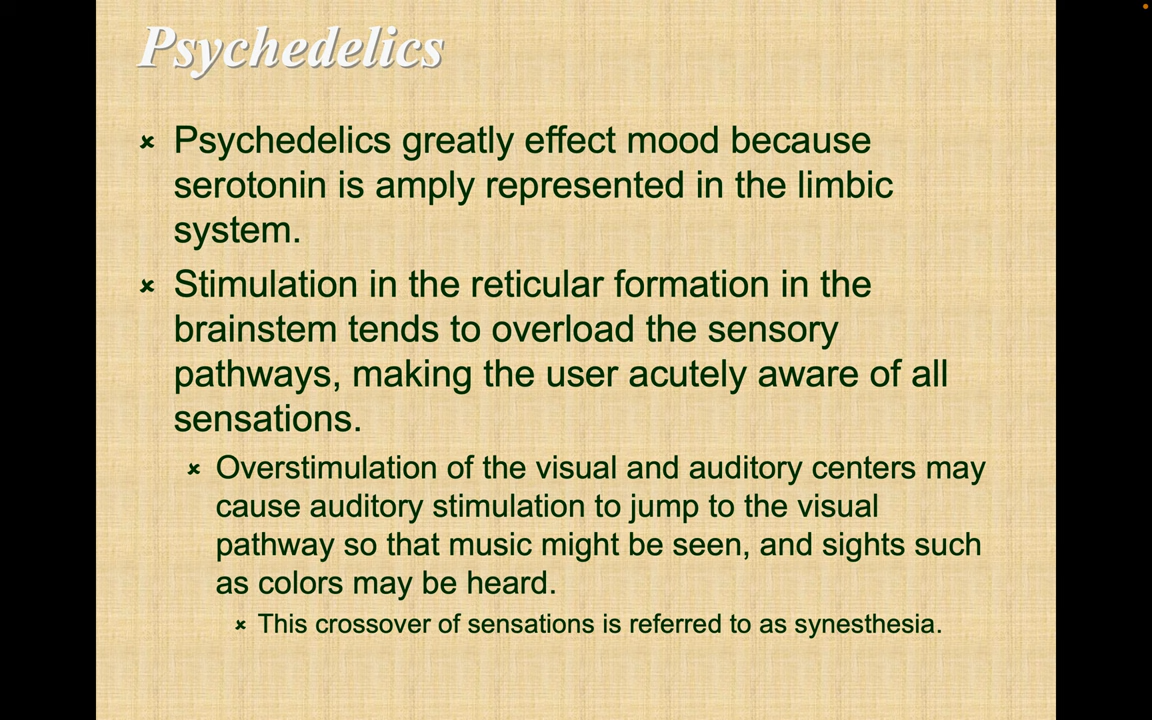 Psychedelics
Psychedelics greatly effect mood because
serotonin is amply represented in the limbic
system.
Stimulation in the reticular formation in the
brainstem tends to overload the sensory
pathways, making the user acutely aware of all
sensations.
Overstimulation of the visual and auditory centers may
cause auditory stimulation to jump to the visual
pathway so that music might be seen, and sights such
as colors may be heard.
This crossover of sensations is referred to as synesthesia.